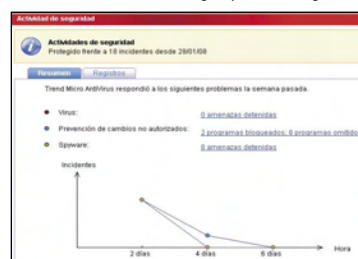 Actividad de seguridad
Actividades de seguridad
Protegido frente a 18 incidentes desde 28/01/08
Resumen Registros
Trend Micro AntiVirus respondió a los siguientes problemas la semana pasada.
Virus: 0 amenazas detenidas
Prevención de cambios no autorizados: 2 programas bloqueados; 8 programas omitido
Spyware: 8 amenazas detenidas
Incidentes
2 días 4 días 6 días Hora